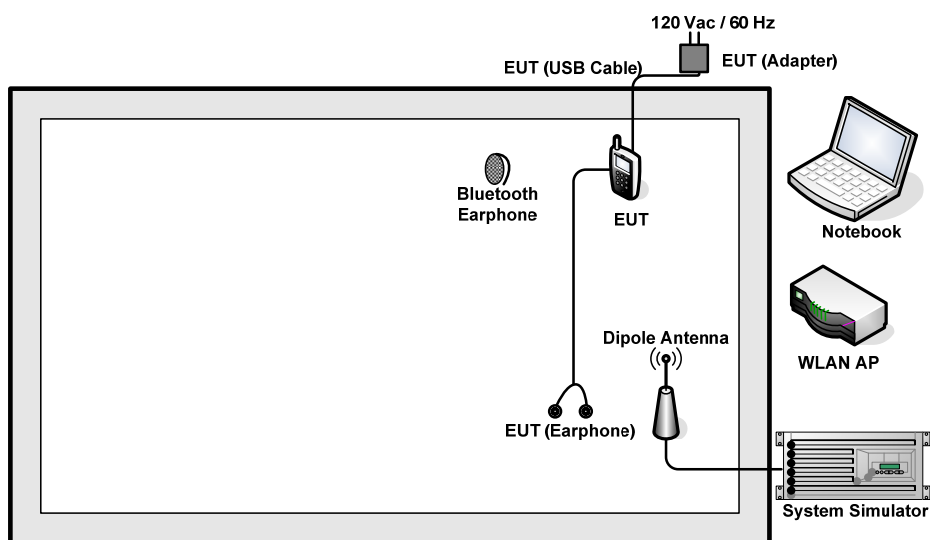 120 Vac / 60 Hz
EUT (USB Cable)
EUT (Adapter)
Bluetooth
Earphone
EUT
Notebook
Dipole Antenna
WLAN AP
EUT (Earphone)
System Simulator